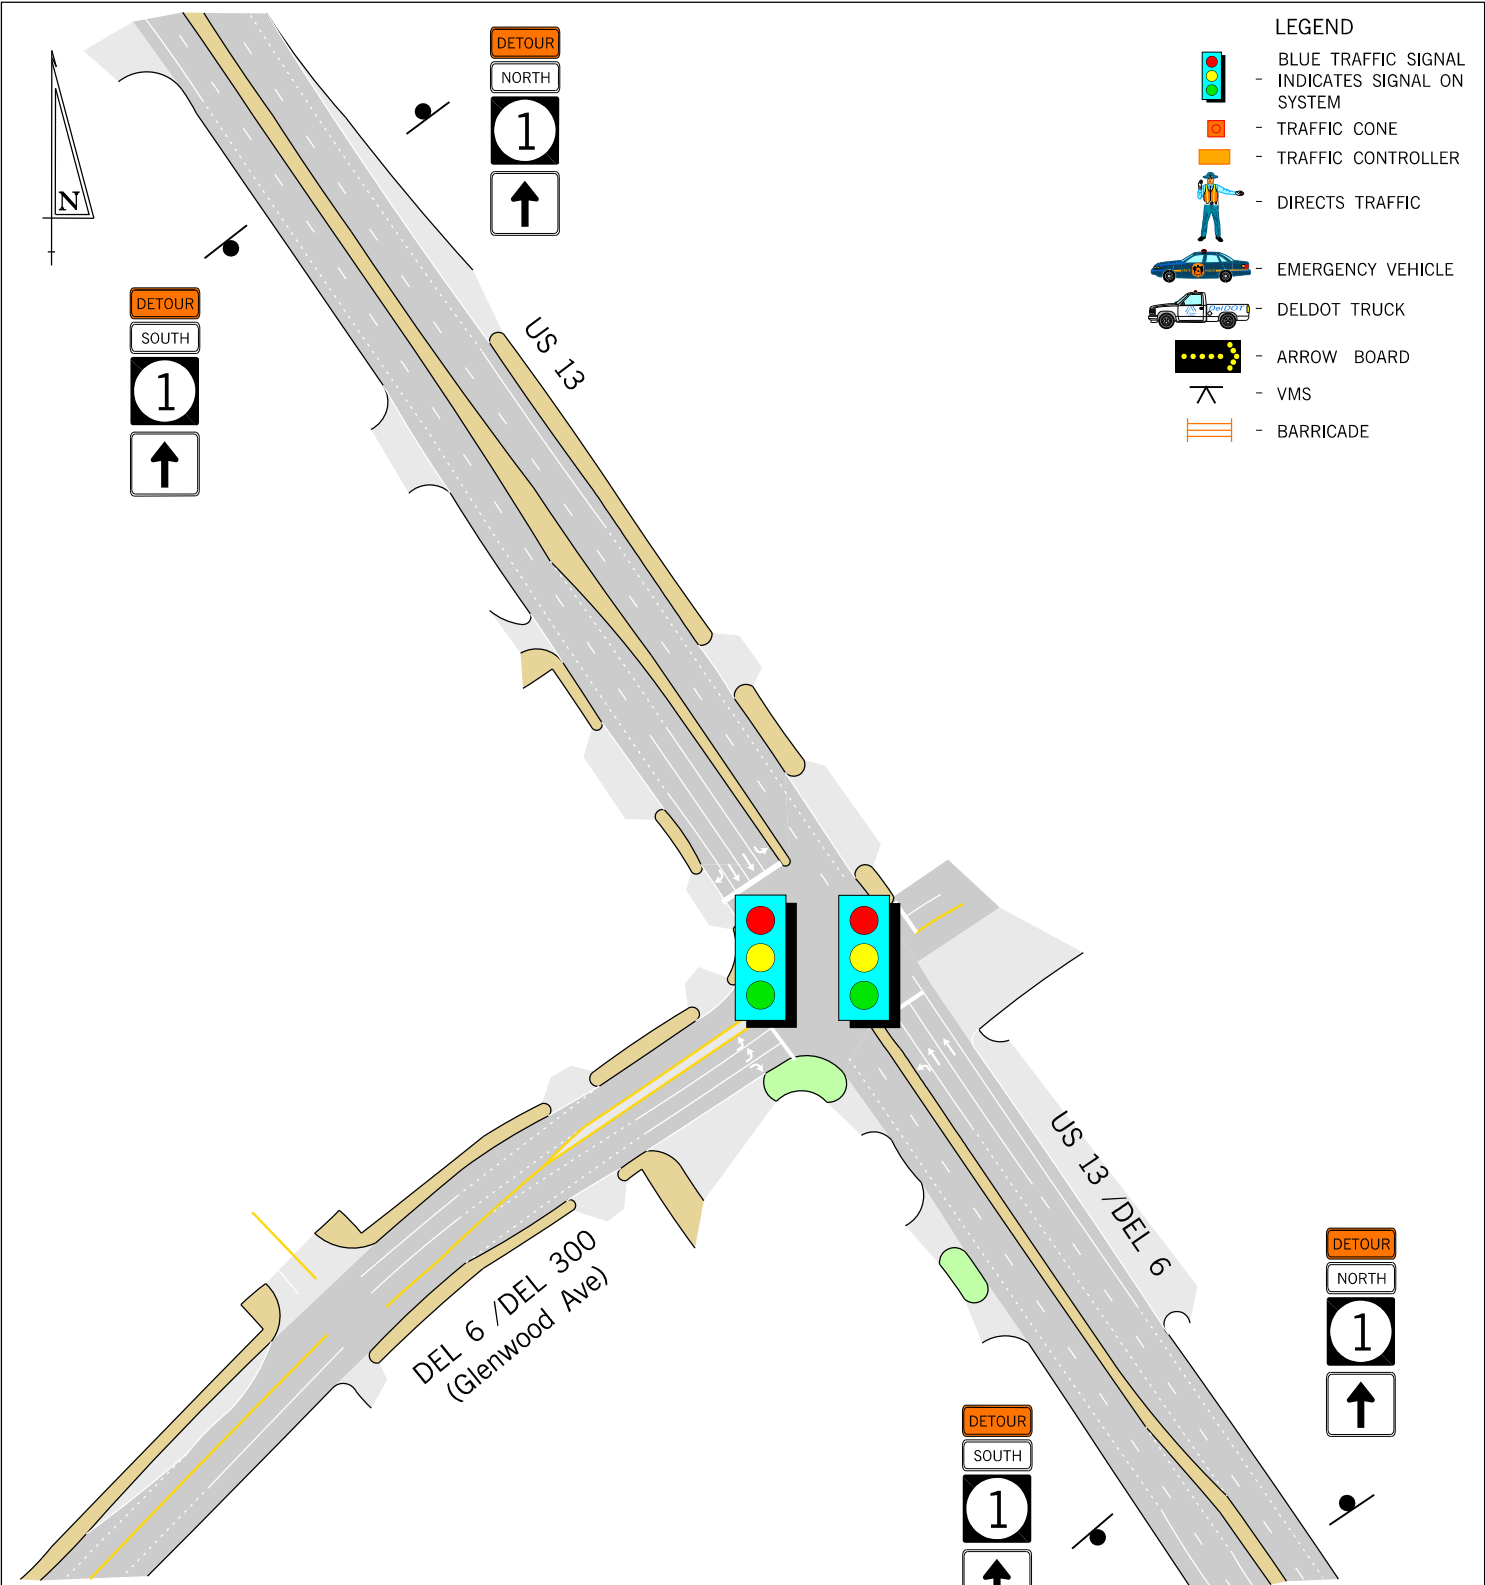 DETOUR
NORTH
1
N
DETOUR
SOUTH
1
US 13
LEGEND
BLUE TRAFFIC SIGNAL
INDICATES SIGNAL ON
SYSTEM
- TRAFFIC CONE
- TRAFFIC CONTROLLER
- DIRECTS TRAFFIC
- EMERGENCY VEHICLE
DelDOT
- DELDOT TRUCK
- ARROW BOARD
- VMS
- BARRICADE
US 13 /DEL 6
DEL 6 /DEL 300
(Glenwood Ave)
DETOUR
NORTH
1
DETOUR
SOUTH
1